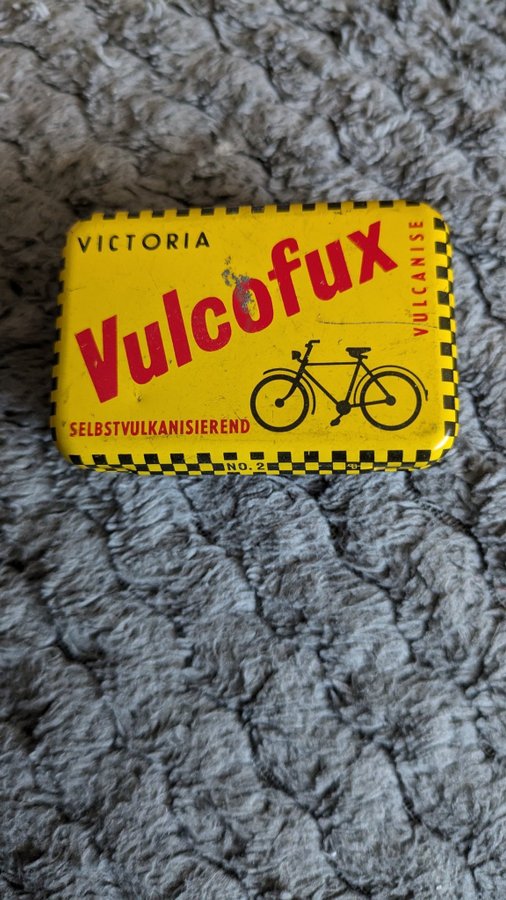 VICTORIA
Vulcofux
VULCANISE
SELBSTVULKANISIEREND
NO. 2